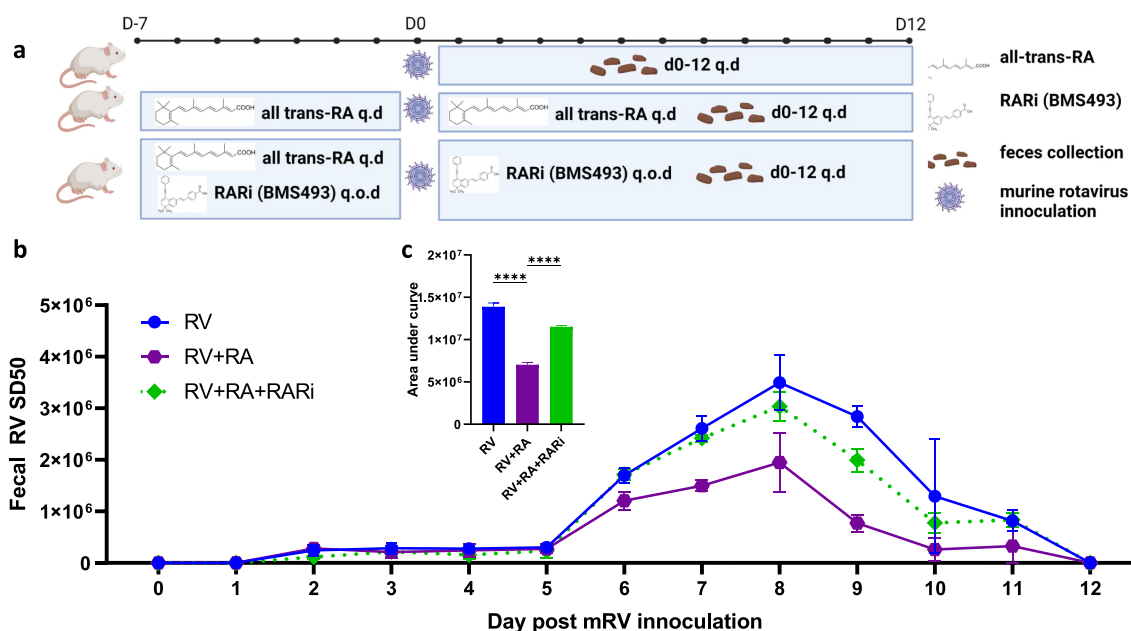 D-7
D0
D12
a
d0-12 q.d
all-trans-RA
COOH
all trans-RA q.d
COOH
all trans-RA q.d
d0-12 q.d
COOH
RARi (BMS493)
COOH
all trans-RA q.d
RARi (BMS493) q.o.d
RARi (BMS493) q.o.d
d0-12 q.d
feces collection
murine rotavirus
innoculation
b
c
5×10⁶
4×10⁶
3×10⁶
2×10⁶
1×10⁶
0
Fecal RV SD50
RV
RV+RA
RV+RA+RARi
2×10⁷
1.5×10⁷
1×10⁷
5×10⁶
0
Area under curve
****
****
RV
RV+RA
RV+RA+RARi
0 1 2 3 4 5 6 7 8 9 10 11 12
Day post mRV innoculation